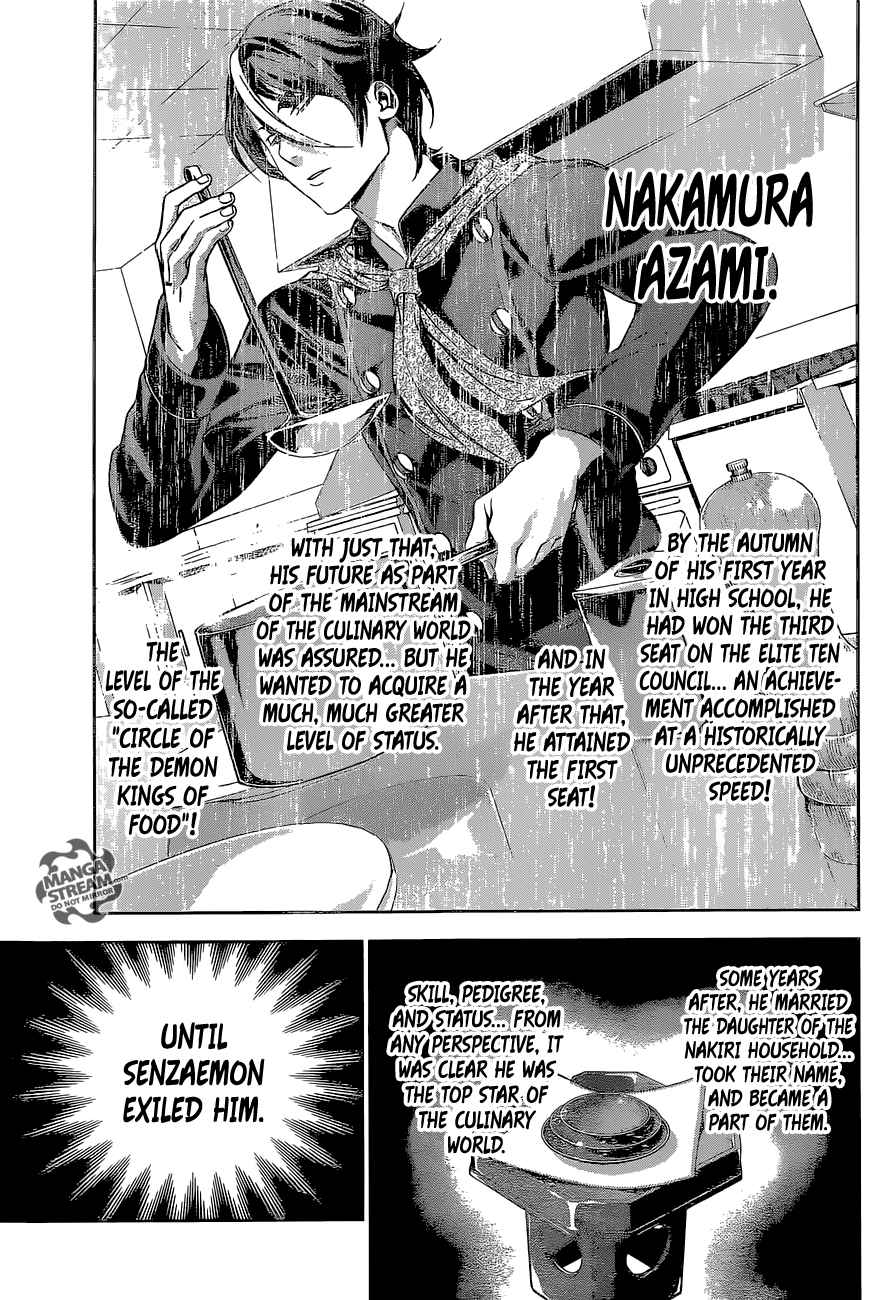 NAKAMURA
AZAMI.
BY THE AUTUMN
OF HIS FIRST YEAR
IN HIGH SCHOOL, HE
HAD WON THE THIRD
SEAT ON THE ELITE TEN
COUNCIL... AN ACHIEVE-
MENT ACCOMPLISHED
AT A HISTORICALLY
UNPRECEDENTED
SPEED!
AND IN
THE YEAR
AFTER THAT,
HE ATTAINED
THE FIRST
SEAT!
WITH JUST THAT,
HIS FUTURE AS PART
OF THE MAINSTREAM
OF THE CULINARY WORLD
WAS ASSURED... BUT HE
WANTED TO ACQUIRE A
MUCH, MUCH GREATER
LEVEL OF STATUS.
THE
LEVEL OF THE
SO-CALLED
"CIRCLE OF
THE DEMON
KINGS OF
FOOD"!
MANGA
STREAM.com
DO NOT MIRROR
SOME YEARS
AFTER, HE MARRIED
THE DAUGHTER OF THE
NAKIRI HOUSEHOLD...
TOOK THEIR NAME,
AND BECAME A
PART OF THEM.
SKILL, PEDIGREE,
AND STATUS... FROM
ANY PERSPECTIVE, IT
WAS CLEAR HE WAS
THE TOP STAR OF
THE CULINARY
WORLD.
UNTIL
SENZAEMON
EXILED HIM.